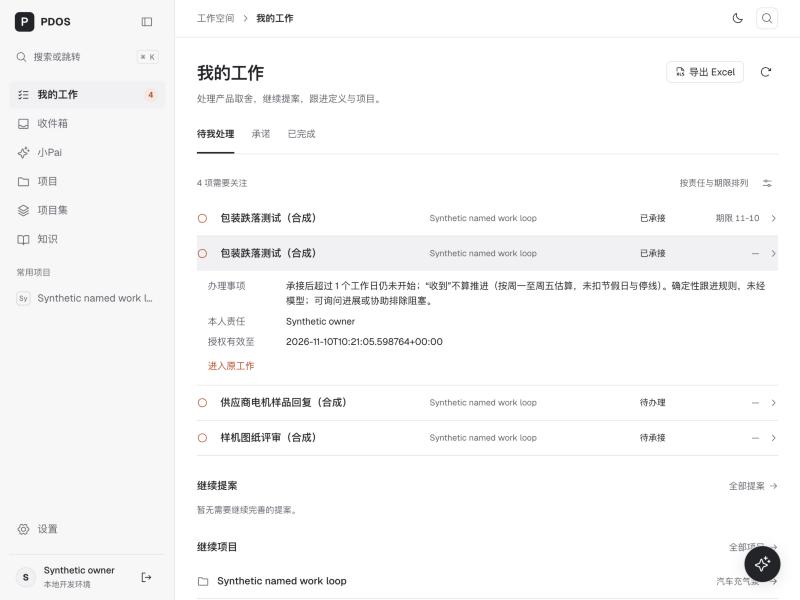 P PDOS
搜索或跳转 ⌘ K
我的工作 4
收件箱
小Pai
项目
项目集
知识
常用项目
Sy Synthetic named work l...
设置
S Synthetic owner
本地开发环境
工作空间 > 我的工作
我的工作
导出 Excel
处理产品取舍，继续提案，跟进定义与项目。
待我处理 承诺 已完成
4 项需要关注 按责任与期限排列
包装跌落测试（合成） Synthetic named work loop 已承接 期限 11-10
包装跌落测试（合成） Synthetic named work loop 已承接 —
办理事项 承接后超过 1 个工作日仍未开始；“收到”不算推进（按周一至周五估算，未扣节假日与停线）。确定性跟进规则，未经
模型；可询问进展或协助排除阻塞。
本人责任 Synthetic owner
授权有效至 2026-11-10T10:21:05.598764+00:00
进入原工作
供应商电机样品回复（合成） Synthetic named work loop 待办理 —
样机图纸评审（合成） Synthetic named work loop 待承接 —
继续提案 全部提案 →
暂无需要继续完善的提案。
继续项目 全部项目 →
Synthetic named work loop 汽车充气泵 →